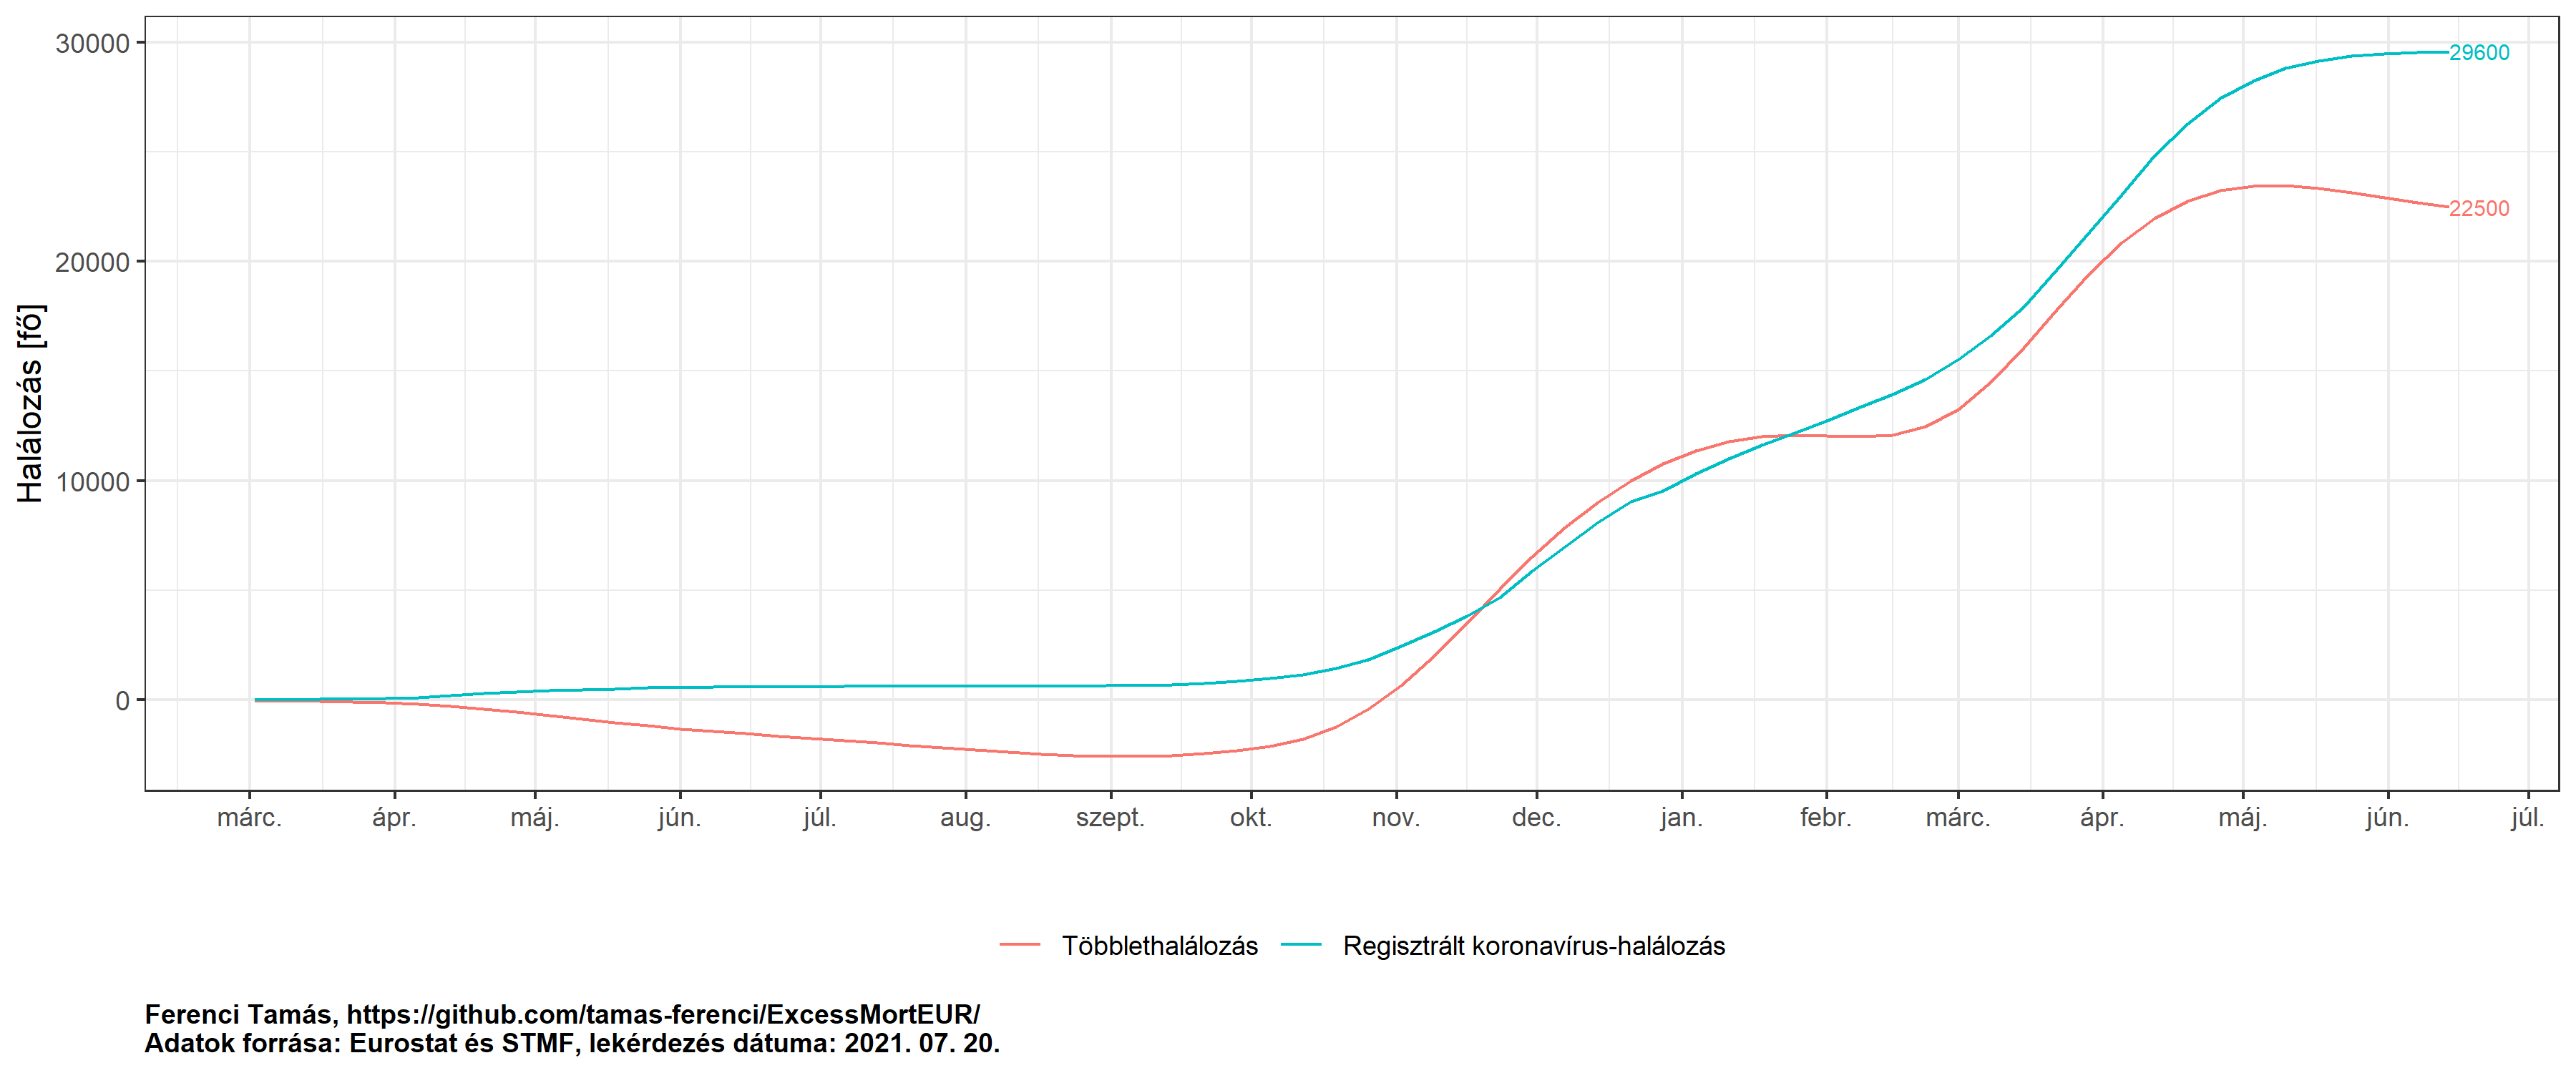 30000
20000
10000
0
Halálozás [fő]
29600
22500
márc. ápr. máj. jún. júl. aug. szept. okt. nov. dec. jan. febr. márc. ápr. máj. jún. júl.
Többlethalálozás Regisztrált koronavírus-halálozás
Ferenci Tamás, https://github.com/tamas-ferenci/ExcessMortEUR/
Adatok forrása: Eurostat és STMF, lekérdezés dátuma: 2021. 07. 20.